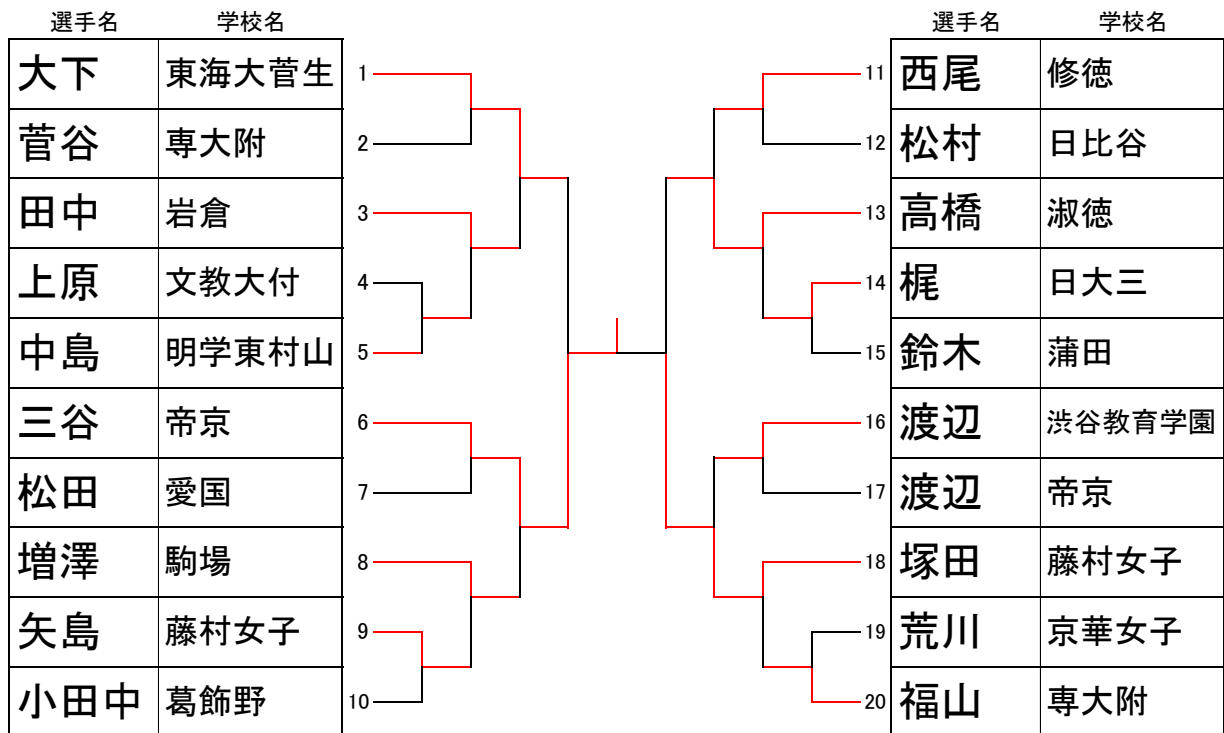 選手名 学校名 選手名 学校名
大下 東海大菅生 1 11 西尾 修徳
菅谷 専大附 2 12 松村 日比谷
田中 岩倉 3 13 高橋 淑徳
上原 文教大付 4 14 梶 日大三
中島 明学東村山 5 15 鈴木 蒲田
三谷 帝京 6 16 渡辺 渋谷教育学園
松田 愛国 7 17 渡辺 帝京
増澤 駒場 8 18 塚田 藤村女子
矢島 藤村女子 9 19 荒川 京華女子
小田中 葛飾野 10 20 福山 専大附